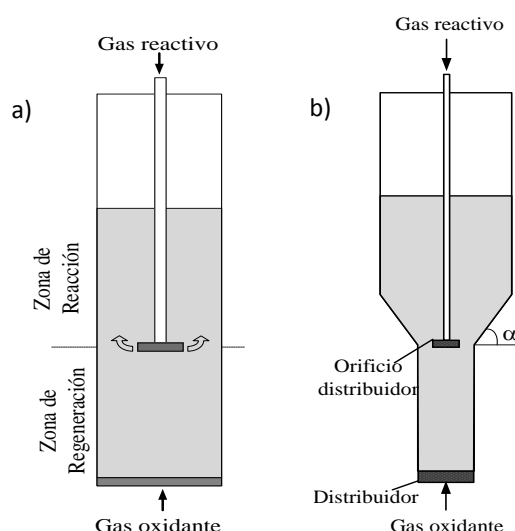 a)
Gas reactivo
Zona de
Reacción
Zona de
Regeneración
Gas oxidante
b)
Gas reactivo
α
Orificio
distribuidor
Distribuidor
Gas oxidante